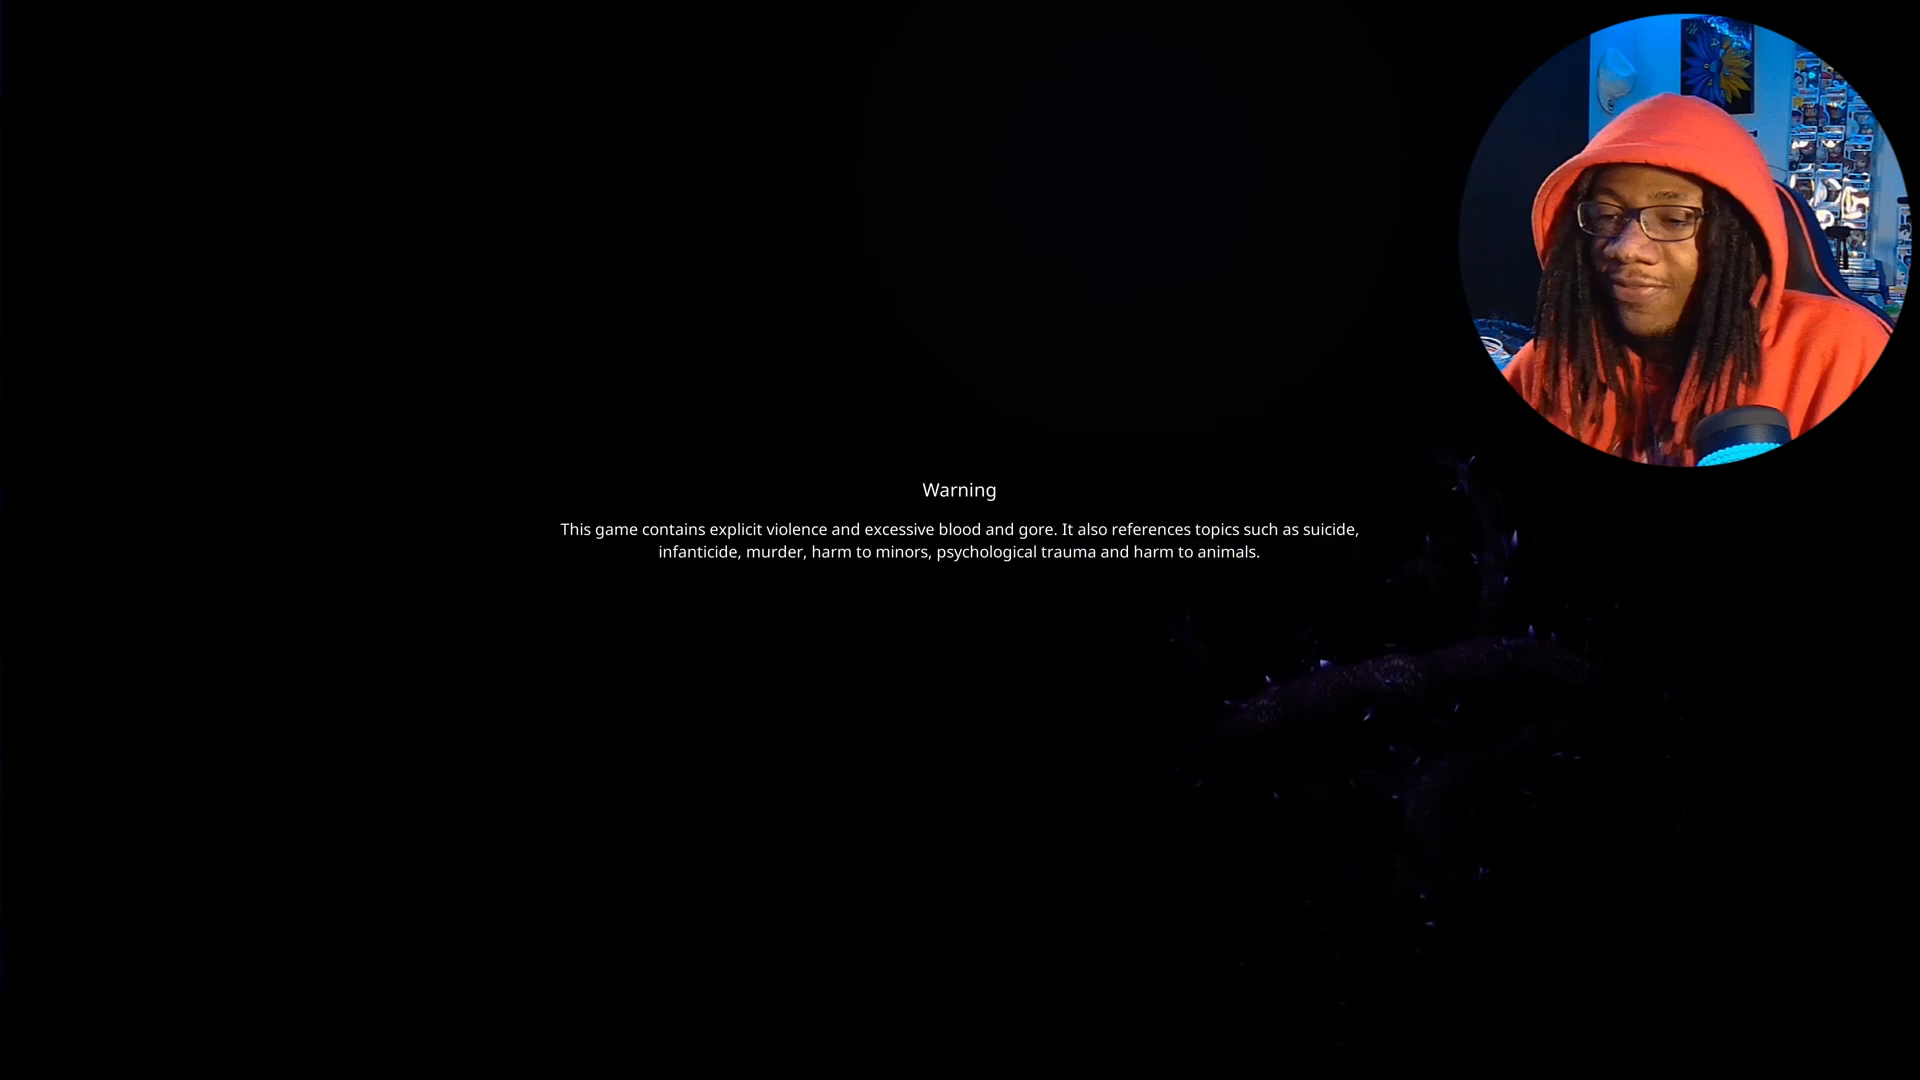 Warning
This game contains explicit violence and excessive blood and gore. It also references topics such as suicide,
infanticide, murder, harm to minors, psychological trauma and harm to animals.